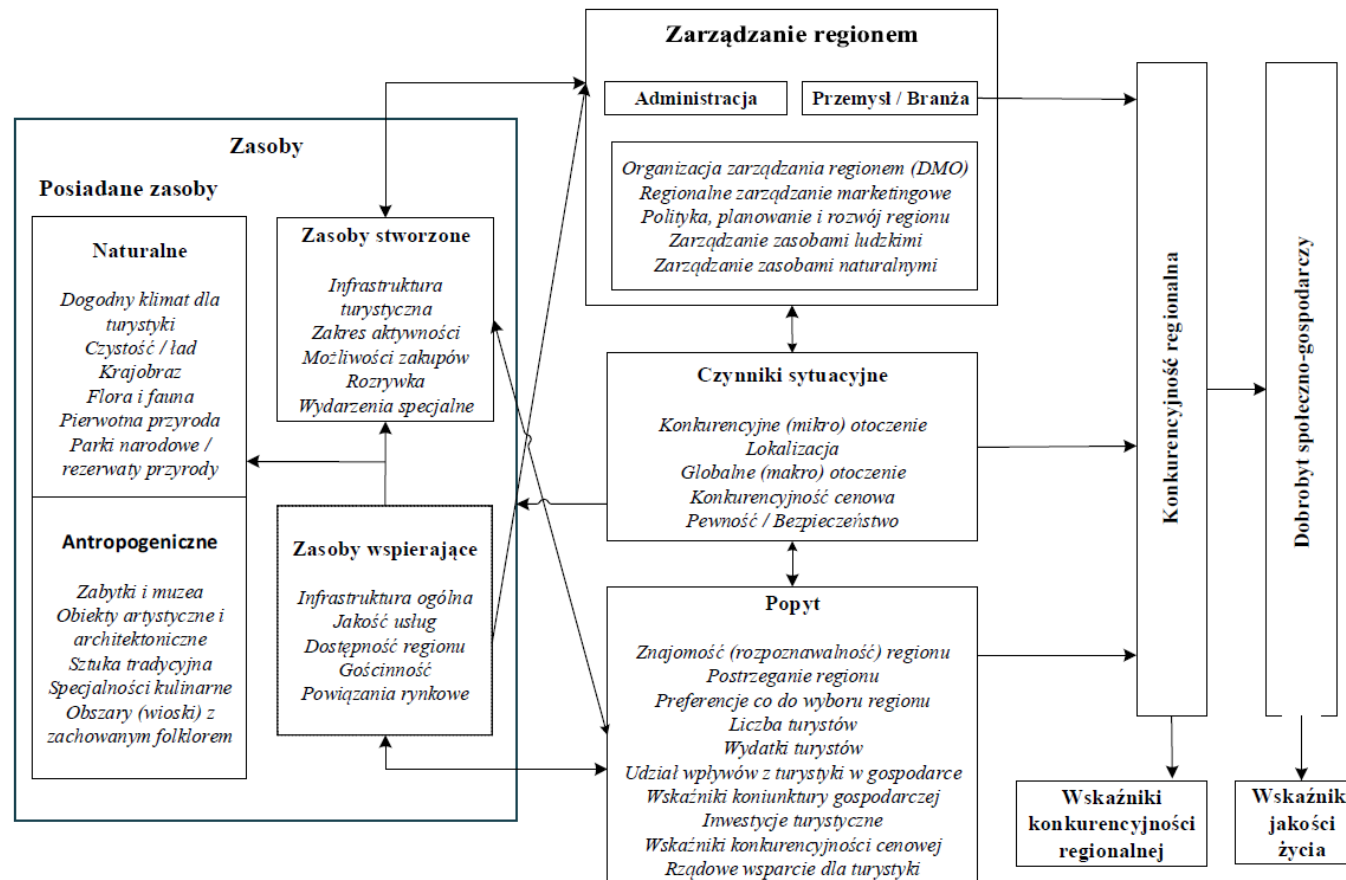 Zarządzanie regionem
Administracja
Przemysł / Branża
Organizacja zarządzania regionem (DMO)
Regionalne zarządzanie marketingowe
Polityka, planowanie i rozwój regionu
Zarządzanie zasobami ludzkimi
Zarządzanie zasobami naturalnymi
Zasoby
Posiadane zasoby
Naturalne
Dogodny klimat dla
turystyki
Czystość / ład
Krajobraz
Flora i fauna
Pierwotna przyroda
Parki narodowe /
rezerwaty przyrody
Antropogeniczne
Zabytki i muzea
Obiekty artystyczne i
architektoniczne
Sztuka tradycyjna
Specjalności kulinarne
Obszary (wioski) z
zachowanym folklorem
Zasoby stworzone
Infrastruktura
turystyczna
Zakres aktywności
Możliwości zakupów
Rozrywka
Wydarzenia specjalne
Zasoby wspierające
Infrastruktura ogólna
Jakość usług
Dostępność regionu
Gościnność
Powiązania rynkowe
Czynniki sytuacyjne
Konkurencyjne (mikro) otoczenie
Lokalizacja
Globalne (makro) otoczenie
Konkurencyjność cenowa
Pewność / Bezpieczeństwo
Popyt
Znajomość (rozpoznawalność) regionu
Postrzeganie regionu
Preferencje co do wyboru regionu
Liczba turystów
Wydatki turystów
Udział wpływów z turystyki w gospodarce
Wskaźniki koniunktury gospodarczej
Inwestycje turystyczne
Wskaźniki konkurencyjności cenowej
Rządowe wsparcie dla turystyki
Konkurencyjność regionalna
Dobrobyt społeczno-gospodarczy
Wskaźniki
konkurencyjności
regionalnej
Wskaźnik
jakości
życia